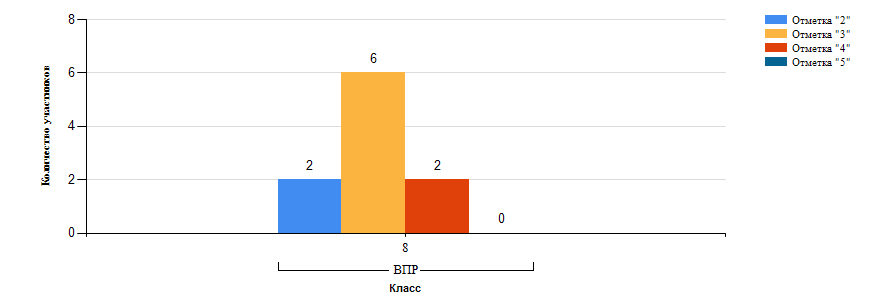 8
6
4
2
0
Количество участников
2
6
2
0
8
ВПР
Класс
Отметка "2"
Отметка "3"
Отметка "4"
Отметка "5"